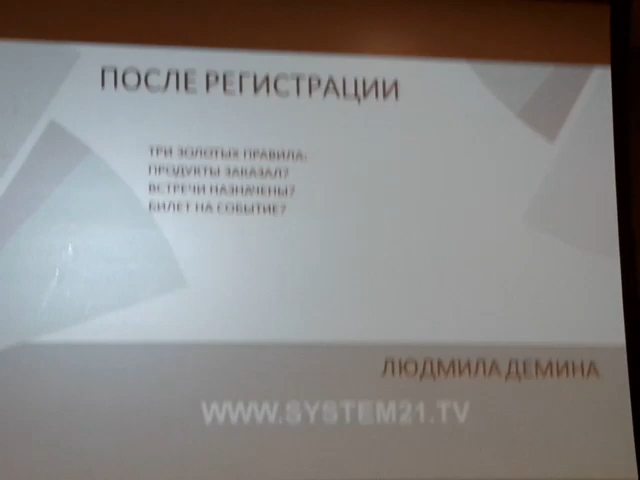 ПОСЛЕ РЕГИСТРАЦИИ
ТРИ ЗОЛОТЫХ ПРАВИЛА:
ПРОДУКТЫ ЗАКАЗАЛ?
ВСТРЕЧИ НАЗНАЧЕНЫ?
БИЛЕТ НА СОБЫТИЕ?
ЛЮДМИЛА ДЕМИНА
WWW.SYSTEM21.TV